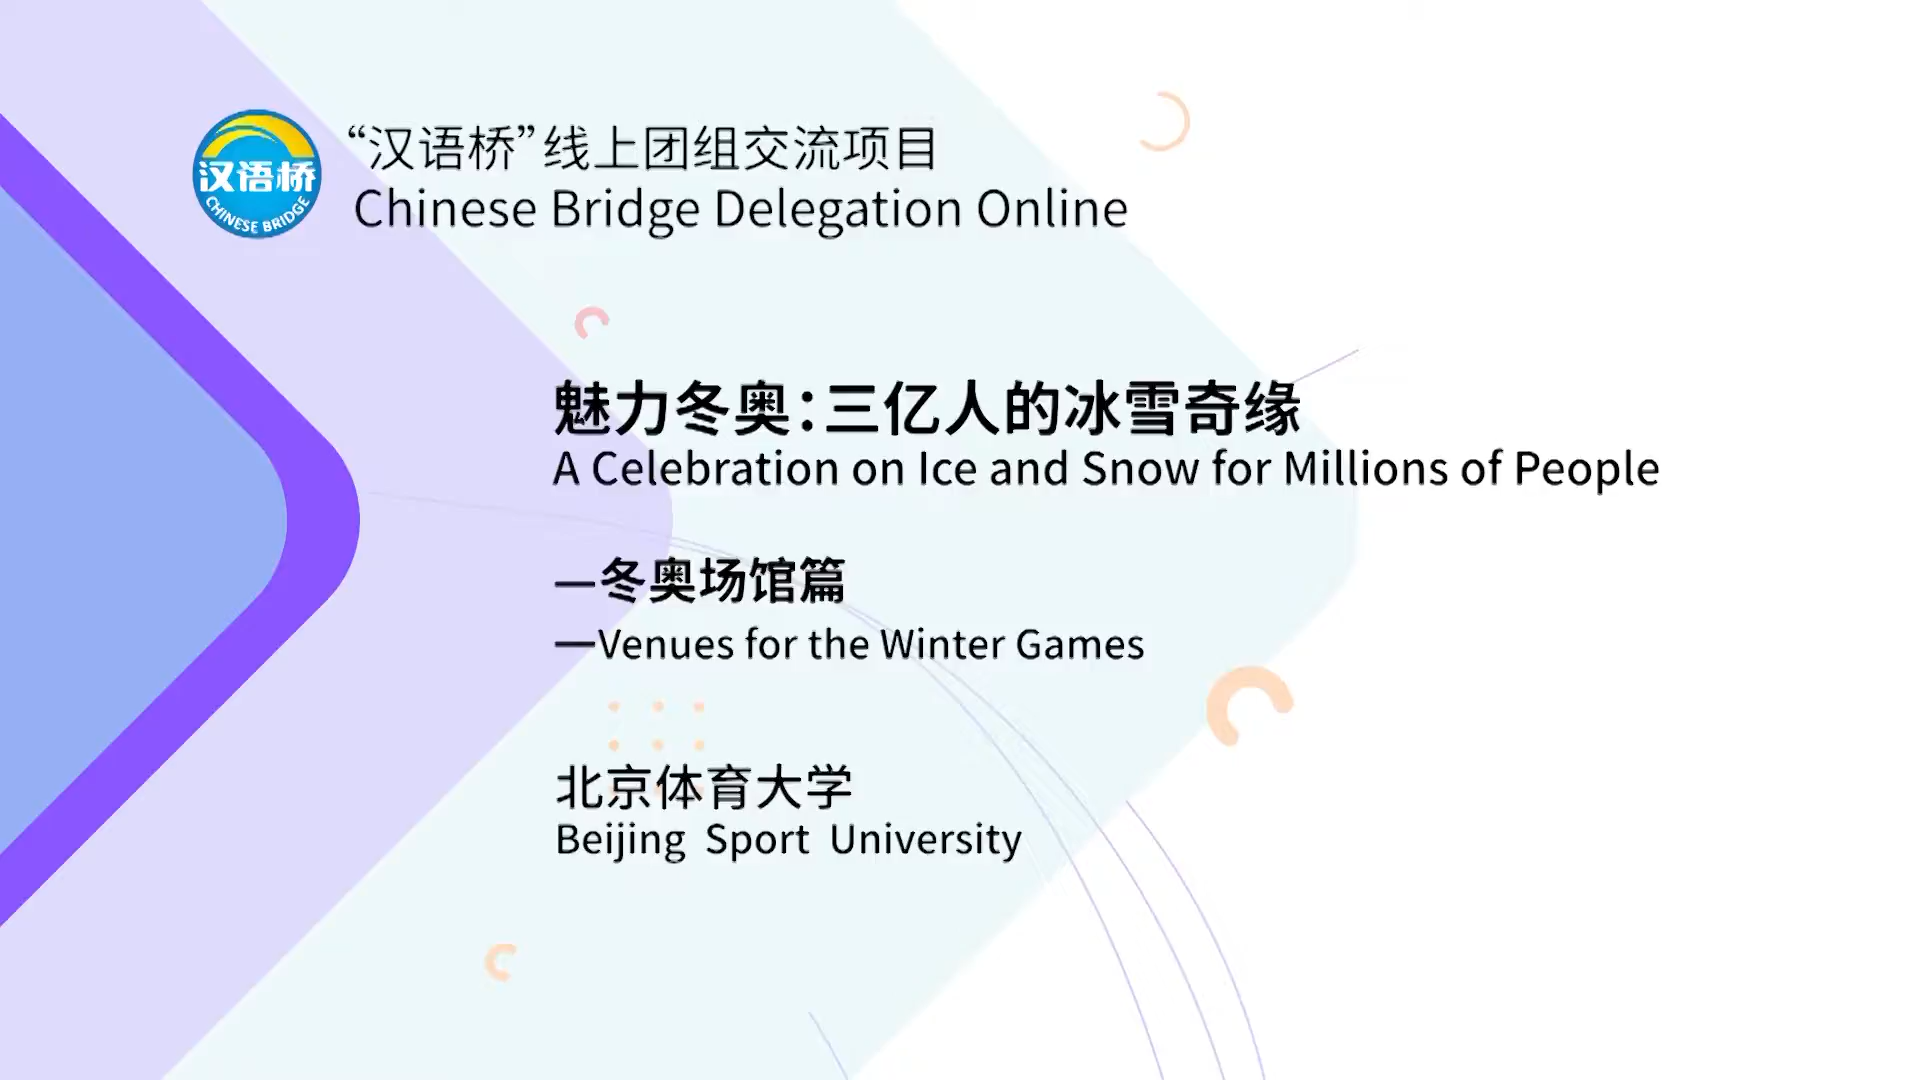 汉语桥
CHINESE BRIDGE
“汉语桥”线上团组交流项目
Chinese Bridge Delegation Online
魅力冬奥：三亿人的冰雪奇缘
A Celebration on Ice and Snow for Millions of People
—冬奥场馆篇
—Venues for the Winter Games
北京体育大学
Beijing Sport University